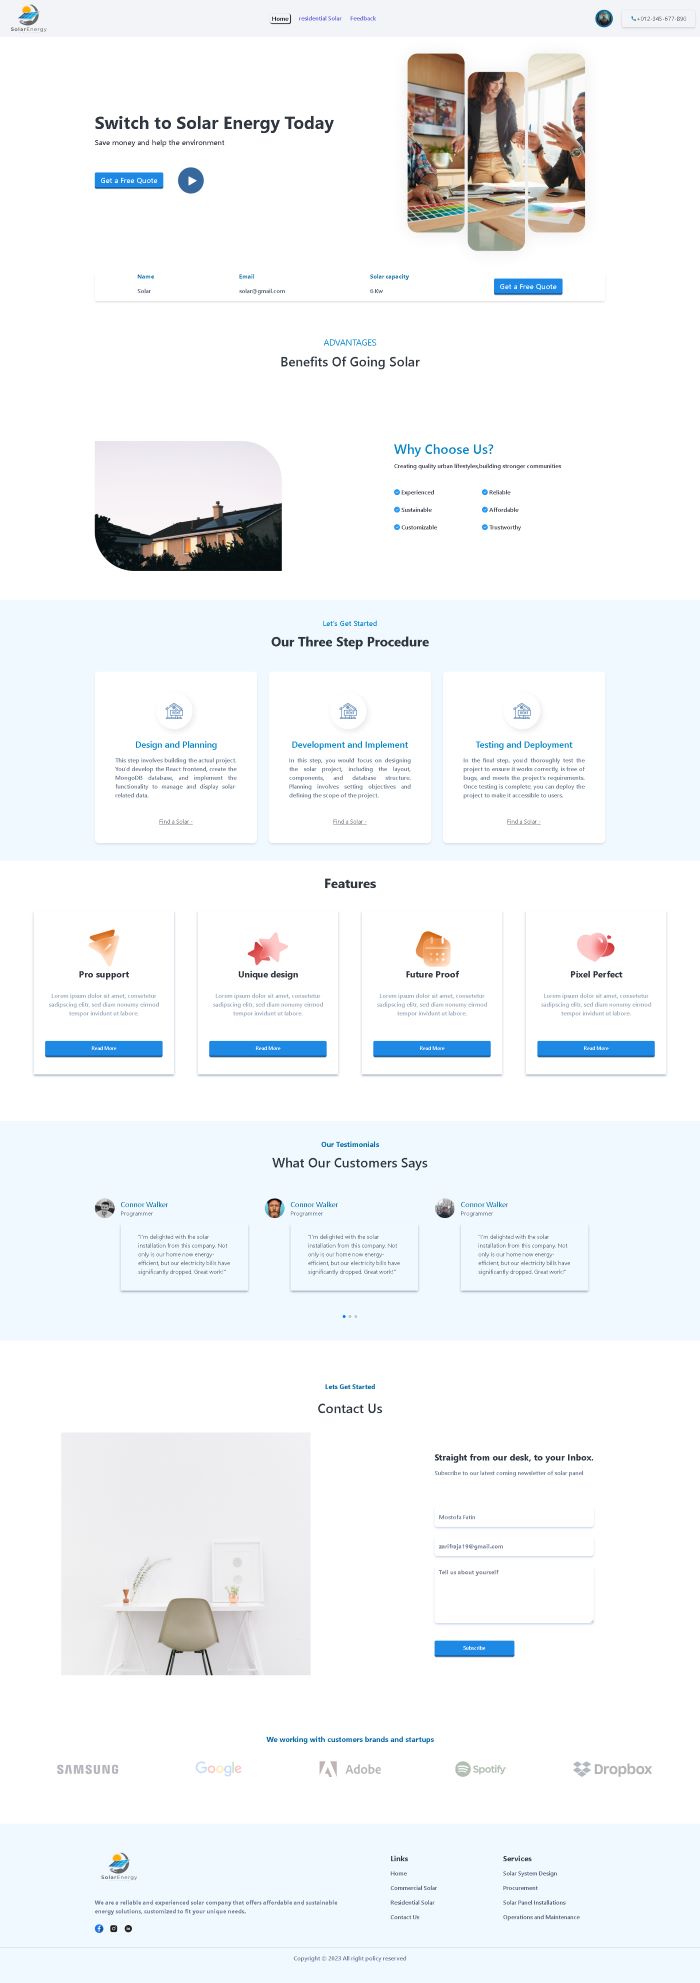 SolarEnergy
Home residential Solar Feedback
+012-345-677-890
Switch to Solar Energy Today
Save money and help the environment
Get a Free Quote
Name Email Solar capacity
Solar solar@gmail.com 6 Kw
Get a Free Quote
ADVANTAGES
Benefits Of Going Solar
Why Choose Us?
Creating quality urban lifestyles,building stronger communities
Experienced Reliable
Sustainable Affordable
Customizable Trustworthy
Let's Get Started
Our Three Step Procedure
Design and Planning
This step involves building the actual project.
You'd develop the React frontend, create the
MongoDB database, and implement the
functionality to manage and display solar
related data.
Find a Solar -
Development and Implement
In this step, you would focus on designing
the solar project, including the layout,
components, and database structure.
Planning involves setting objectives and
defining the scope of the project.
Find a Solar -
Testing and Deployment
In the final step, you'd thoroughly test the
project to ensure it works correctly, is free of
bugs, and meets the project's requirements.
Once testing is complete, you can deploy the
project to make it accessible to users.
Find a Solar -
Features
Pro support
Lorem ipsum dolor sit amet, consetetur
sadipscing elitr, sed diam nonumy eirmod
tempor invidunt ut labore.
Read More
Unique design
Lorem ipsum dolor sit amet, consetetur
sadipscing elitr, sed diam nonumy eirmod
tempor invidunt ut labore.
Read More
Future Proof
Lorem ipsum dolor sit amet, consetetur
sadipscing elitr, sed diam nonumy eirmod
tempor invidunt ut labore.
Read More
Pixel Perfect
Lorem ipsum dolor sit amet, consetetur
sadipscing elitr, sed diam nonumy eirmod
tempor invidunt ut labore.
Read More
Our Testimonials
What Our Customers Says
Connor Walker
Programmer
"I'm delighted with the solar
installation from this company. Not
only is our home now energy-
efficient, but our electricity bills have
significantly dropped. Great work!"
Connor Walker
Programmer
"I'm delighted with the solar
installation from this company. Not
only is our home now energy-
efficient, but our electricity bills have
significantly dropped. Great work!"
Connor Walker
Programmer
"I'm delighted with the solar
installation from this company. Not
only is our home now energy-
efficient, but our electricity bills have
significantly dropped. Great work!"
Lets Get Started
Contact Us
Straight from our desk, to your Inbox.
Subscribe to our latest coming newsletter of solar panel
Mostofa Fatin
zarifraja19@gmail.com
Tell us about yourself
Subscribe
We working with customers brands and startups
SAMSUNG Google Adobe Spotify Dropbox
SolarEnergy
We are a reliable and experienced solar company that offers affordable and sustainable
energy solutions, customized to fit your unique needs.
Links
Home
Commercial Solar
Residential Solar
Contact Us
Services
Solar System Design
Procurement
Solar Panel Installations
Operations and Maintenance
Copyright © 2023 All right policy reserved